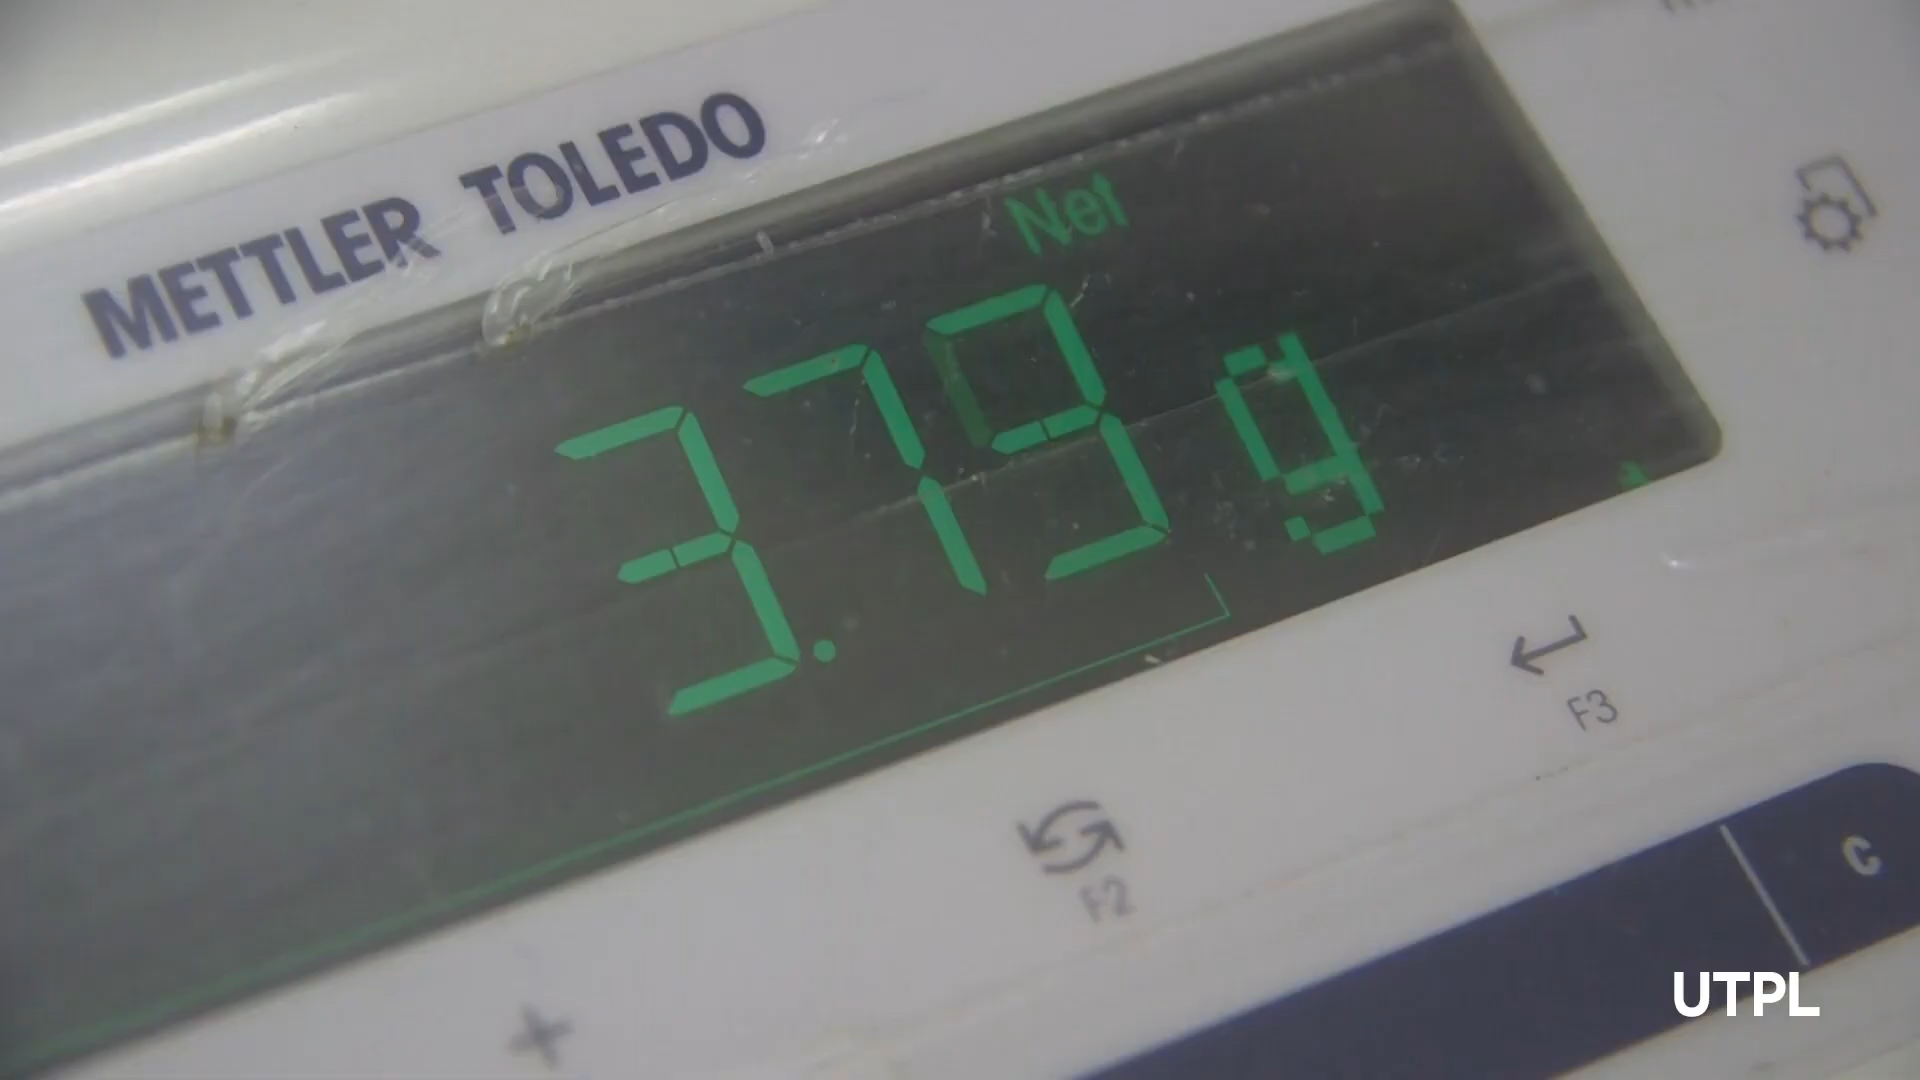 METTLER TOLEDO
Net
3.79 g
F3
F2
C
UTPL